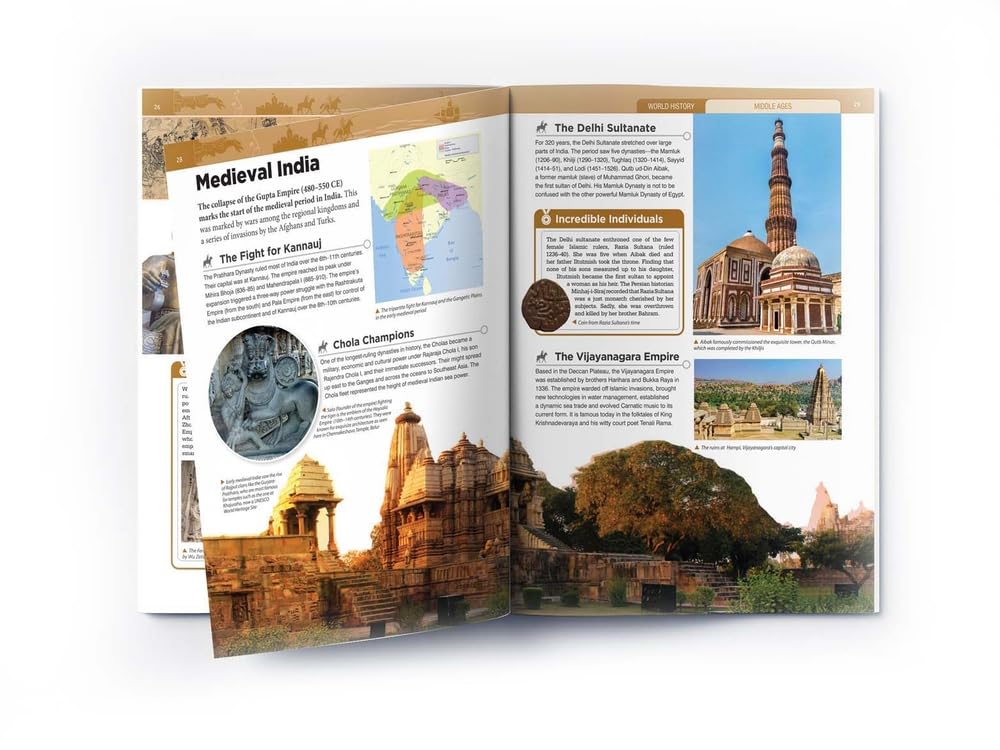 26
28
Medieval India
The collapse of the Gupta Empire (480–550 CE)
marks the start of the medieval period in India. This
was marked by wars among the regional kingdoms and
a series of invasions by the Afghans and Turks.
The Fight for Kannauj
The Pratihara Dynasty ruled most of India over the 8th-11th centuries.
Their capital was at Kannauj. The empire reached its peak under
Mihira Bhoja (836–85) and Mahendrapala I (885–910). The empire's
expansion triggered a three-way power struggle with the Rashtrakuta
Empire (from the south) and Pala Empire (from the east) for control of
the Indian subcontinent and of Kannauj over the 8th-10th centuries.
The tripartite fight for Kannauj and the Gangetic Plains
in the early medieval period
Bay
of
Bengal
Chola Champions
One of the longest-ruling dynasties in history, the Cholas became a
military, economic and cultural power under Rajaraja Chola I, his son
Rajendra Chola I, and their immediate successors. Their might spread
up east to the Ganges and across the oceans to Southeast Asia. The
Chola fleet represented the height of medieval Indian sea power.
Sala (founder of the empire) fighting
the tiger is the emblem of the Hoysala
Empire (10th–14th centuries). They were
known for exquisite architecture as seen
here in Chennakeshava Temple, Belur
Early medieval India saw the rise
of Rajput clans like the Gurjara-
Pratihara, who are most famous
for temples such as the one at
Khajuraho, now a UNESCO
World Heritage Site
W
ru
po
em
Aft
Zhe
Emp
who
emp
smar
The
by Wu Zetian
WORLD HISTORY
MIDDLE AGES
29
The Delhi Sultanate
For 320 years, the Delhi Sultanate stretched over large
parts of India. The period saw five dynasties—the Mamluk
(1206–90), Khilji (1290–1320), Tughlaq (1320–1414), Sayyid
(1414–51), and Lodi (1451–1526). Qutb ud-Din Aibak,
a former mamluk (slave) of Muhammad Ghori, became
the first sultan of Delhi. His Mamluk Dynasty is not to be
confused with the other powerful Mamluk Dynasty of Egypt.
Incredible Individuals
The Delhi sultanate enthroned one of the few
female Islamic rulers, Razia Sultana (ruled
1236–40). She was five when Aibak died and
her father Iltutmish took the throne. Finding that
none of his sons measured up to his daughter,
Iltutmish became the first sultan to appoint
a woman as his heir. The Persian historian
Minhaj-i-Siraj recorded that Razia Sultana
was a just monarch cherished by her
subjects. Sadly, she was overthrown
and killed by her brother Bahram.
Coin from Razia Sultana's time
Aibak famously commissioned the exquisite tower, the Qutb Minar,
which was completed by the Khiljis
The Vijayanagara Empire
Based in the Deccan Plateau, the Vijayanagara Empire
was established by brothers Harihara and Bukka Raya in
1336. The empire warded off Islamic invasions, brought
new technologies in water management, established
a dynamic sea trade and evolved Carnatic music to its
current form. It is famous today in the folktales of King
Krishnadevaraya and his witty court poet Tenali Rama.
The ruins at Hampi, Vijayanagara's capital city